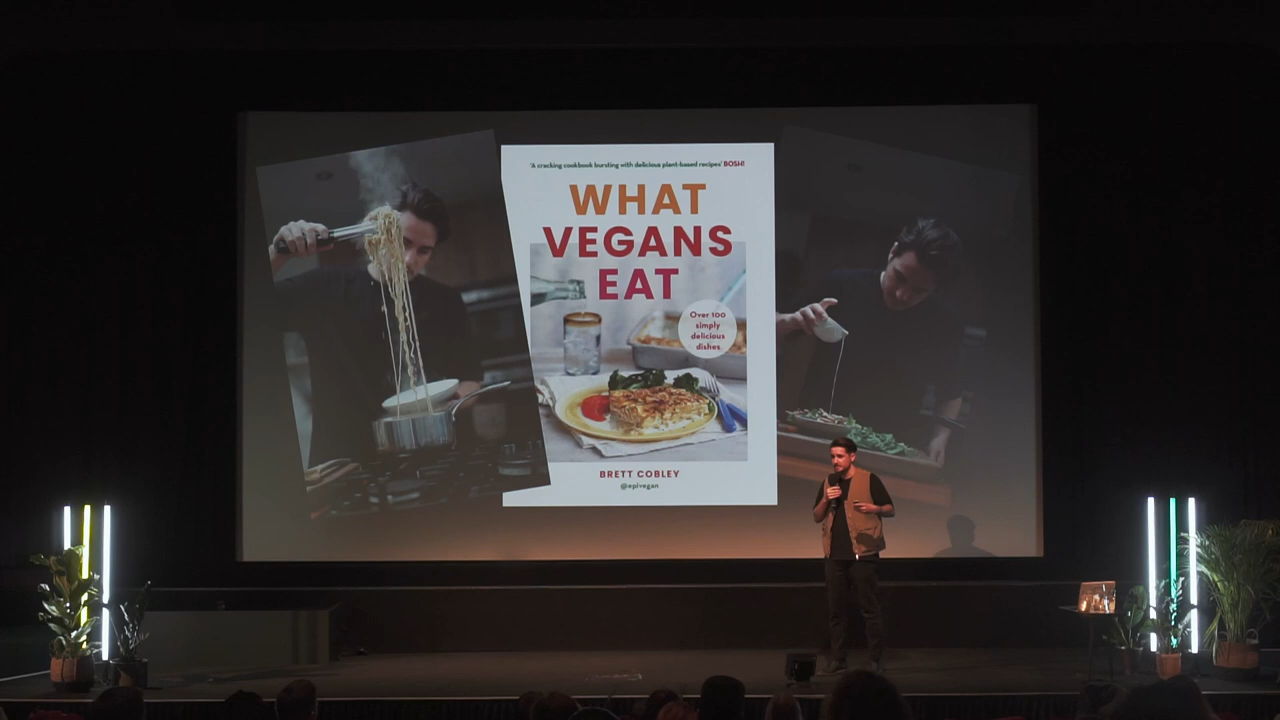 'A cracking cookbook bursting with delicious plant-based recipes' BOSH!
WHAT
VEGANS
EAT
Over 100
simply
delicious
dishes
BRETT COBLEY
@epivegan